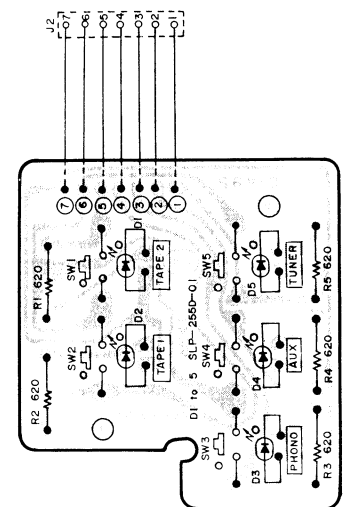 J2
7
6
5
4
3
2
1
7
6
5
4
3
2
1
R1 620
SW1
D1
TAPE 2
R2 620
SW2
D2
TAPE 1
D1 to 5 SLP-255D-01
SW5
D5
TUNER
R5 620
SW4
D4
AUX
R4 620
SW3
D3
PHONO
R3 620